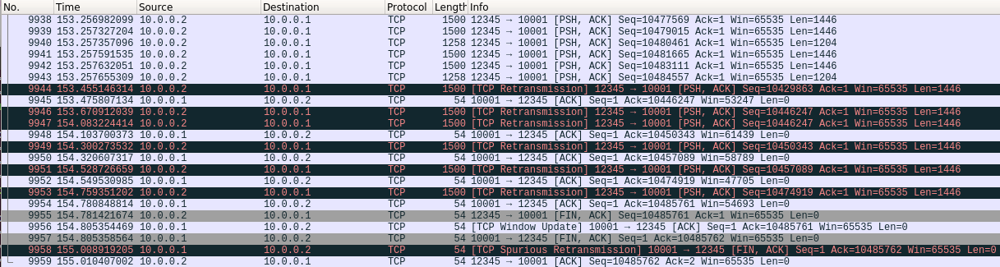 No. Time Source Destination Protocol Length Info
9938 153.256982099 10.0.0.2 10.0.0.1 TCP 1500 12345 → 10001 [PSH, ACK] Seq=10477569 Ack=1 Win=65535 Len=1446
9939 153.257327204 10.0.0.2 10.0.0.1 TCP 1500 12345 → 10001 [PSH, ACK] Seq=10479015 Ack=1 Win=65535 Len=1446
9940 153.257357096 10.0.0.2 10.0.0.1 TCP 1258 12345 → 10001 [PSH, ACK] Seq=10480461 Ack=1 Win=65535 Len=1204
9941 153.257591535 10.0.0.2 10.0.0.1 TCP 1500 12345 → 10001 [PSH, ACK] Seq=10481665 Ack=1 Win=65535 Len=1446
9942 153.257632051 10.0.0.2 10.0.0.1 TCP 1500 12345 → 10001 [PSH, ACK] Seq=10483111 Ack=1 Win=65535 Len=1446
9943 153.257655309 10.0.0.2 10.0.0.1 TCP 1258 12345 → 10001 [PSH, ACK] Seq=10484557 Ack=1 Win=65535 Len=1204
9944 153.455146314 10.0.0.2 10.0.0.1 TCP 1500 [TCP Retransmission] 12345 → 10001 [PSH, ACK] Seq=10429863 Ack=1 Win=65535 Len=1446
9945 153.475807134 10.0.0.1 10.0.0.2 TCP 54 10001 → 12345 [ACK] Seq=1 Ack=10446247 Win=53247 Len=0
9946 153.670912039 10.0.0.2 10.0.0.1 TCP 1500 [TCP Retransmission] 12345 → 10001 [PSH, ACK] Seq=10446247 Ack=1 Win=65535 Len=1446
9947 154.083224414 10.0.0.2 10.0.0.1 TCP 1500 [TCP Retransmission] 12345 → 10001 [PSH, ACK] Seq=10446247 Ack=1 Win=65535 Len=1446
9948 154.103700373 10.0.0.1 10.0.0.2 TCP 54 10001 → 12345 [ACK] Seq=1 Ack=10450343 Win=61439 Len=0
9949 154.300273532 10.0.0.2 10.0.0.1 TCP 1500 [TCP Retransmission] 12345 → 10001 [PSH, ACK] Seq=10450343 Ack=1 Win=65535 Len=1446
9950 154.320607317 10.0.0.1 10.0.0.2 TCP 54 10001 → 12345 [ACK] Seq=1 Ack=10457089 Win=58789 Len=0
9951 154.528726659 10.0.0.2 10.0.0.1 TCP 1500 [TCP Retransmission] 12345 → 10001 [PSH, ACK] Seq=10457089 Ack=1 Win=65535 Len=1446
9952 154.549530985 10.0.0.1 10.0.0.2 TCP 54 10001 → 12345 [ACK] Seq=1 Ack=10474919 Win=47705 Len=0
9953 154.759351202 10.0.0.2 10.0.0.1 TCP 1500 [TCP Retransmission] 12345 → 10001 [PSH, ACK] Seq=10474919 Ack=1 Win=65535 Len=1446
9954 154.780848814 10.0.0.1 10.0.0.2 TCP 54 10001 → 12345 [ACK] Seq=1 Ack=10485761 Win=54693 Len=0
9955 154.781421674 10.0.0.2 10.0.0.1 TCP 54 12345 → 10001 [FIN, ACK] Seq=10485761 Ack=1 Win=65535 Len=0
9956 154.805354469 10.0.0.1 10.0.0.2 TCP 54 [TCP Window Update] 10001 → 12345 [ACK] Seq=1 Ack=10485761 Win=65535 Len=0
9957 154.805358564 10.0.0.1 10.0.0.2 TCP 54 10001 → 12345 [FIN, ACK] Seq=1 Ack=10485762 Win=65535 Len=0
9958 155.008919205 10.0.0.1 10.0.0.2 TCP 54 [TCP Spurious Retransmission] 10001 → 12345 [FIN, ACK] Seq=1 Ack=10485762 Win=65535 Len=0
9959 155.010407002 10.0.0.2 10.0.0.1 TCP 54 12345 → 10001 [ACK] Seq=10485762 Ack=2 Win=65535 Len=0